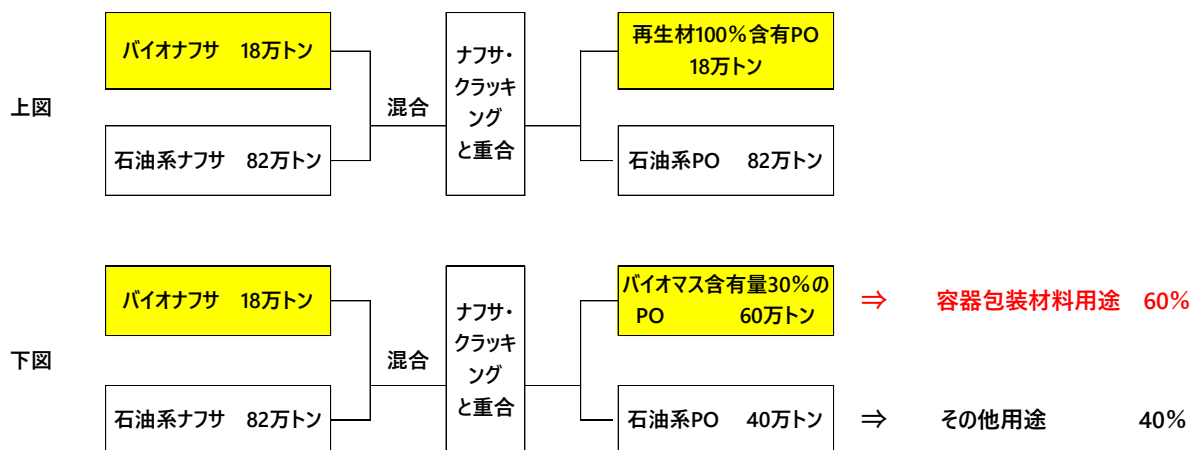 バイオナフサ 18万トン
再生材100%含有PO
18万トン
ナフサ・
クラッキ
ング
と重合
上図
混合
石油系ナフサ 82万トン
石油系PO 82万トン
バイオナフサ 18万トン
バイオマス含有量30%の
PO 60万トン
⇒ 容器包装材料用途 60%
ナフサ・
クラッキ
ング
と重合
下図
混合
石油系ナフサ 82万トン
石油系PO 40万トン
⇒ その他用途 40%